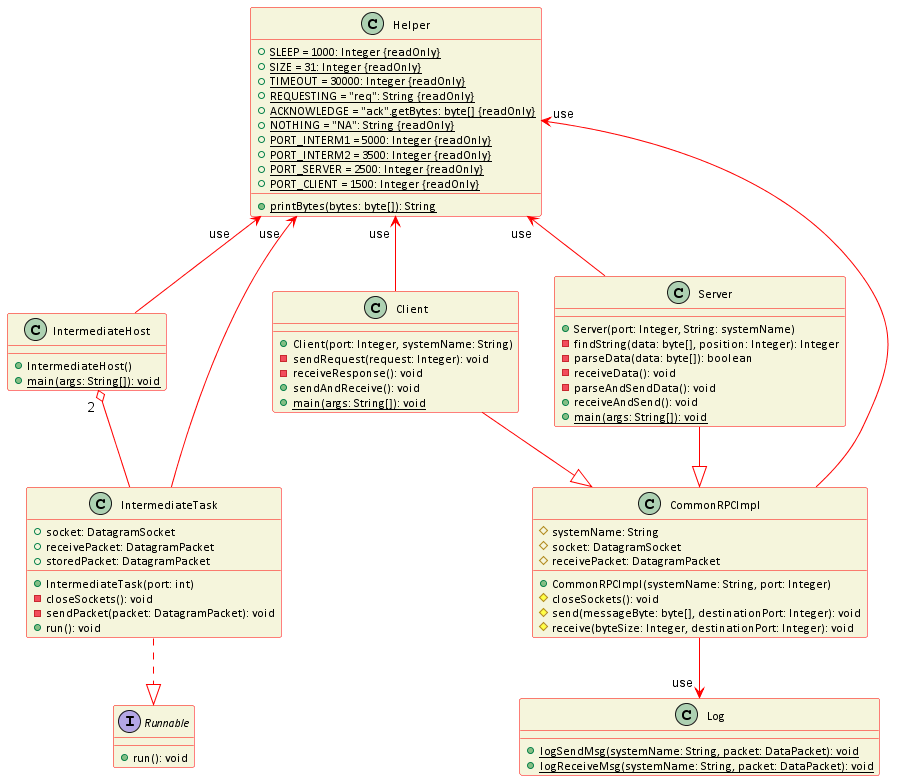 C Helper
SLEEP = 1000: Integer {readOnly}
SIZE = 31: Integer {readOnly}
TIMEOUT = 30000: Integer {readOnly}
REQUESTING = "req": String {readOnly}
ACKNOWLEDGE = "ack".getBytes: byte[] {readOnly}
NOTHING = "NA": String {readOnly}
PORT_INTERM1 = 5000: Integer {readOnly}
PORT_INTERM2 = 3500: Integer {readOnly}
PORT_SERVER = 2500: Integer {readOnly}
PORT_CLIENT = 1500: Integer {readOnly}
printBytes(bytes: byte[]): String
use
use
use
use
use
C IntermediateHost
IntermediateHost()
main(args: String[]): void
2
C Client
Client(port: Integer, systemName: String)
sendRequest(request: Integer): void
receiveResponse(): void
sendAndReceive(): void
main(args: String[]): void
C Server
Server(port: Integer, String: systemName)
findString(data: byte[], position: Integer): Integer
parseData(data: byte[]): boolean
receiveData(): void
parseAndSendData(): void
receiveAndSend(): void
main(args: String[]): void
C IntermediateTask
socket: DatagramSocket
receivePacket: DatagramPacket
storedPacket: DatagramPacket
IntermediateTask(port: int)
closeSockets(): void
sendPacket(packet: DatagramPacket): void
run(): void
C CommonRPCImpl
systemName: String
socket: DatagramSocket
receivePacket: DatagramPacket
CommonRPCImpl(systemName: String, port: Integer)
closeSockets(): void
send(messageByte: byte[], destinationPort: Integer): void
receive(byteSize: Integer, destinationPort: Integer): void
use
I Runnable
run(): void
C Log
logSendMsg(systemName: String, packet: DataPacket): void
logReceiveMsg(systemName: String, packet: DataPacket): void